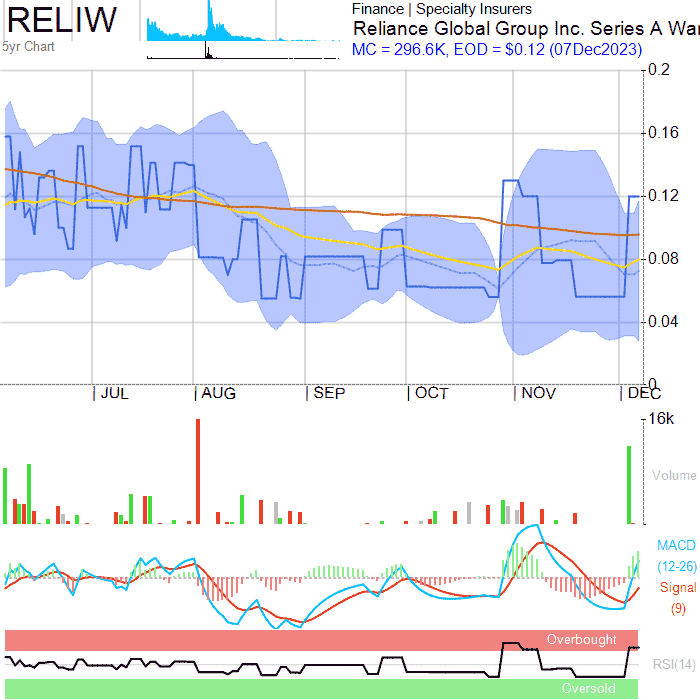 RELIW
5yr Chart
Finance | Specialty Insurers
Reliance Global Group Inc. Series A War
MC = 296.6K, EOD = $0.12 (07Dec2023)
0.2
0.16
0.12
0.08
0.04
0
JUL AUG SEP OCT NOV DEC
16k
Volume
MACD
(12-26)
Signal
(9)
Overbought
RSI(14)
Oversold